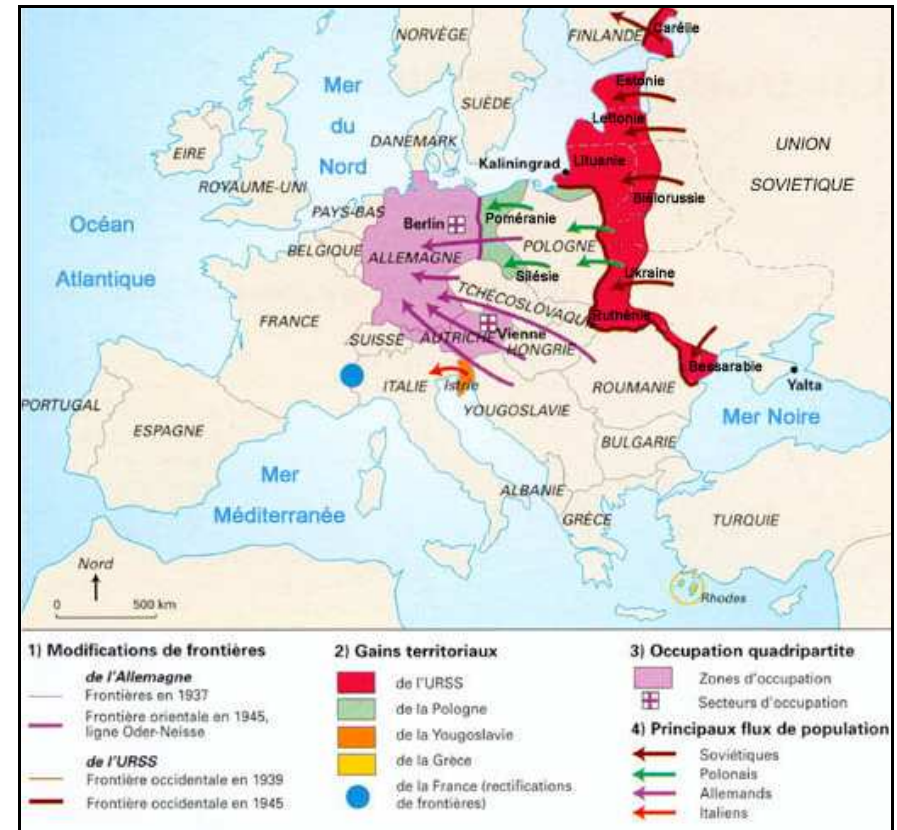 NORVÈGE
FINLANDE
Carélie
Mer
du
Nord
SUÈDE
Estonie
Lettonie
DANEMARK
EIRE
UNION
SOVIETIQUE
Kaliningrad
Lituanie
ROYAUME-UNI
Biélorussie
PAYS-BAS
Océan
Atlantique
Berlin
Poméranie
BELGIQUE
ALLEMAGNE
POLOGNE
Silésie
Ukraine
TCHÉCOSLOVAQUIE
Ruthénie
FRANCE
SUISSE
AUTRICHE
Vienne
HONGRIE
Bessarabie
Yalta
ITALIE
Istrie
ROUMANIE
PORTUGAL
ESPAGNE
YOUGOSLAVIE
Mer Noire
BULGARIE
Mer
Méditerranée
ALBANIE
GRÈCE
TURQUIE
Nord
0 500 km
Rhodes
1) Modifications de frontières
de l'Allemagne
Frontières en 1937
Frontière orientale en 1945,
ligne Oder-Neisse
de l'URSS
Frontière occidentale en 1939
Frontière occidentale en 1945
2) Gains territoriaux
de l'URSS
de la Pologne
de la Yougoslavie
de la Grèce
de la France (rectifications
de frontières)
3) Occupation quadripartite
Zones d'occupation
Secteurs d'occupation
4) Principaux flux de population
Soviétiques
Polonais
Allemands
Italiens